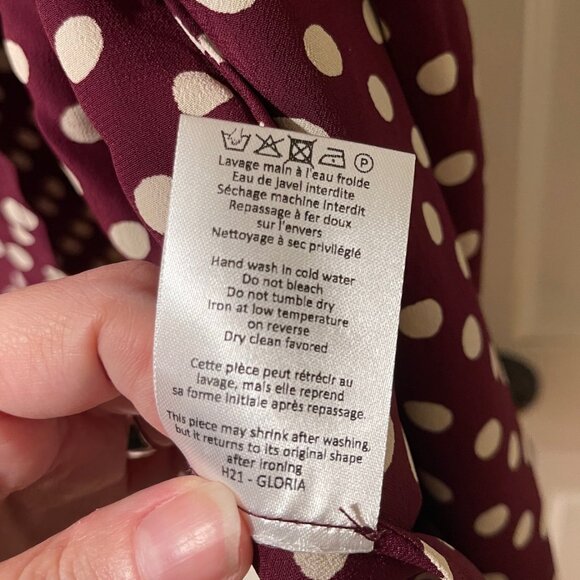 P
Lavage main à l'eau froide
Eau de Javel interdite
Séchage machine interdit
Repassage à fer doux
sur l'envers
Nettoyage à sec privilégié
Hand wash in cold water
Do not bleach
Do not tumble dry
Iron at low temperature
on reverse
Dry clean favored
Cette pièce peut rétrécir au
lavage, mais elle reprend
sa forme initiale après repassage.
This piece may shrink after washing,
but it returns to its original shape
after ironing
H21 - GLORIA